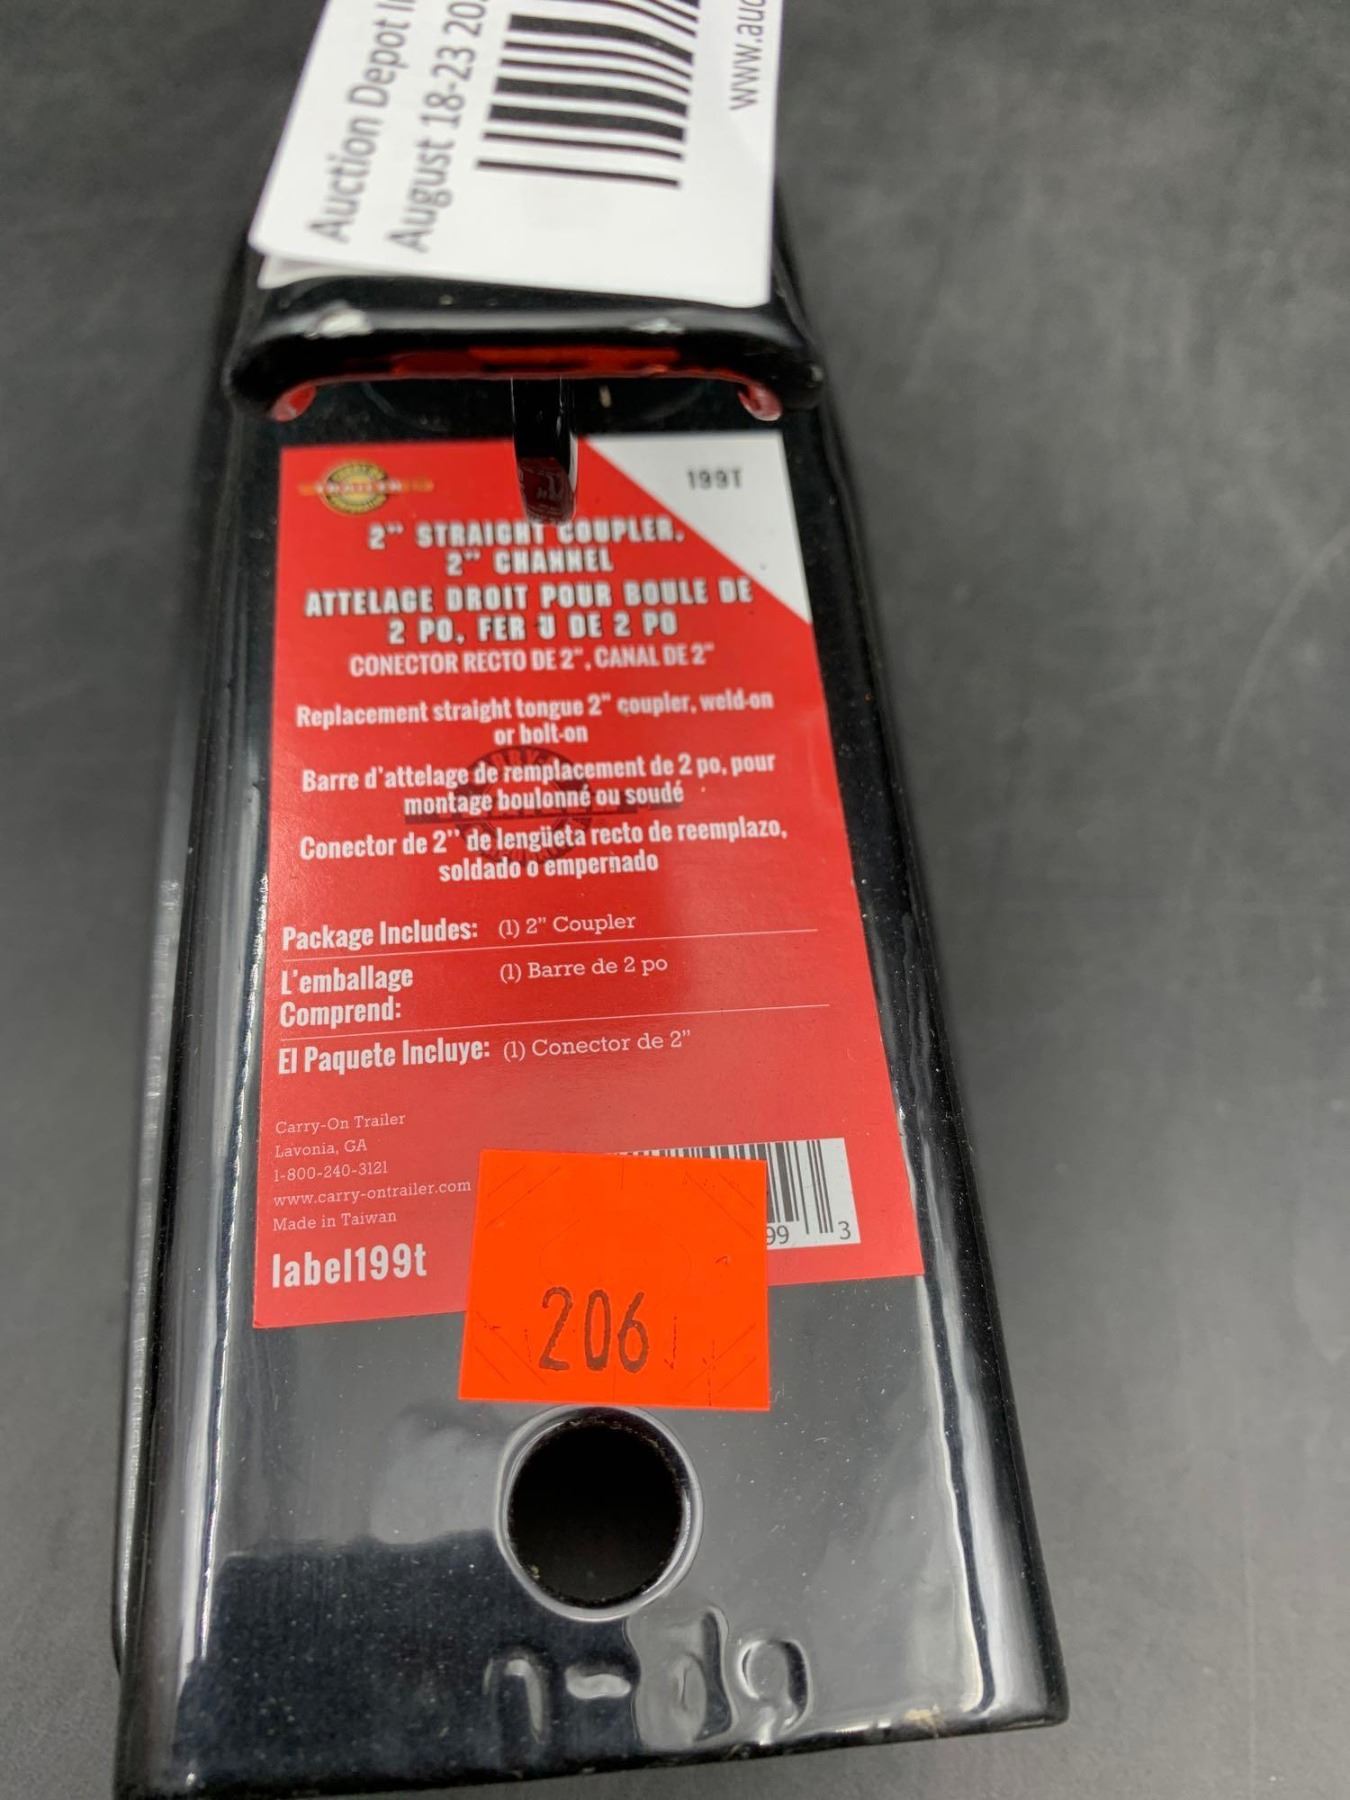 Auction Depot
August 18-23 20
www.auc
199T
2" STRAIGHT COUPLER,
2" CHANNEL
ATTELAGE DROIT POUR BOULE DE
2 PO, FER U DE 2 PO
CONECTOR RECTO DE 2", CANAL DE 2"
Replacement straight tongue 2" coupler, weld-on
or bolt-on
Barre d'attelage de remplacement de 2 po, pour
montage boulonné ou soudé
Conector de 2'' de lengüeta recto de reemplazo,
soldado o empernado
Package Includes: (1) 2" Coupler
L'emballage (1) Barre de 2 po
Comprend:
El Paquete Incluye: (1) Conector de 2"
Carry-On Trailer
Lavonia, GA
1-800-240-3121
www.carry-ontrailer.com
Made in Taiwan
label199t
99 3
206